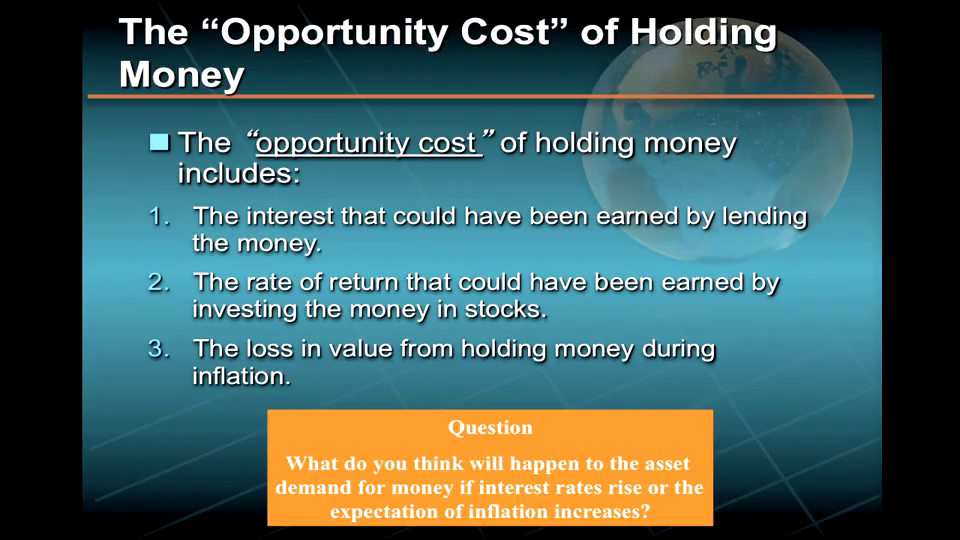 The “Opportunity Cost” of Holding
Money
The “opportunity cost” of holding money
includes:
1. The interest that could have been earned by lending
the money.
2. The rate of return that could have been earned by
investing the money in stocks.
3. The loss in value from holding money during
inflation.
Question
What do you think will happen to the asset
demand for money if interest rates rise or the
expectation of inflation increases?